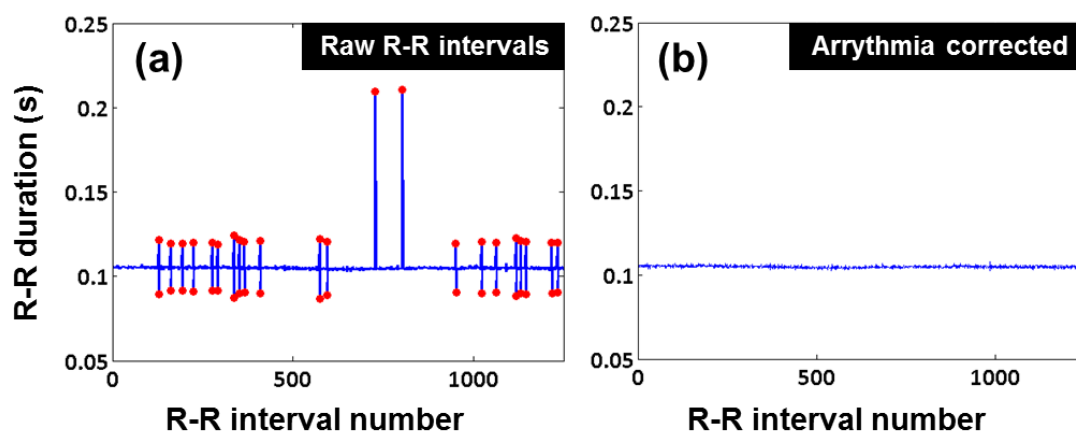 (a)
Raw R-R intervals
0.25
0.2
0.15
0.1
0.05
0
500
1000
R-R duration (s)
R-R interval number
(b)
Arrythmia corrected
0.25
0.2
0.15
0.1
0.05
0
500
1000
R-R interval number